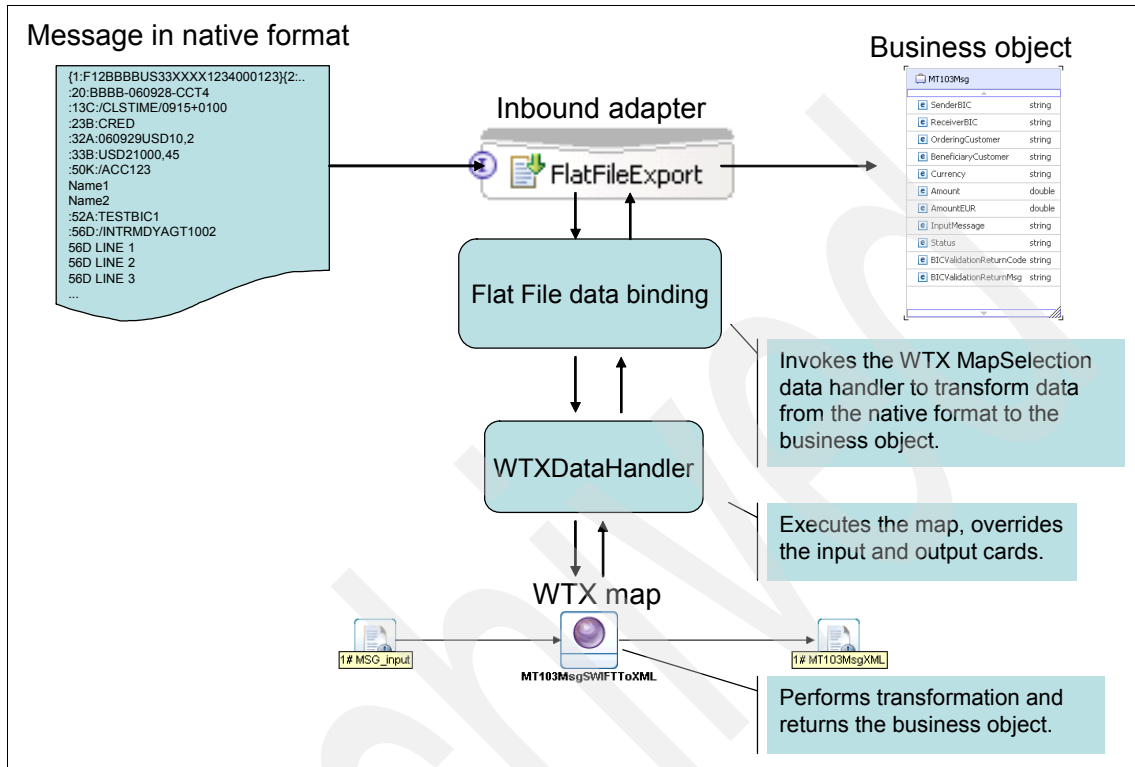 Message in native format
{1:F12BBBBUS33XXXX1234000123}{2:..
:20:BBBB-060928-CCT4
:13C:/CLSTIME/0915+0100
:23B:CRED
:32A:060929USD10,2
:33B:USD21000,45
:50K:/ACC123
Name1
Name2
:52A:TESTBIC1
:56D:/INTRMDYAGT1002
56D LINE 1
56D LINE 2
56D LINE 3
...
Inbound adapter
FlatFileExport
Business object
MT103Msg
SenderBIC string
ReceiverBIC string
OrderingCustomer string
BeneficiaryCustomer string
Currency string
Amount double
AmountEUR double
InputMessage string
Status string
BICValidationReturnCode string
BICValidationReturnMsg string
Flat File data binding
Invokes the WTX MapSelection
data handler to transform data
from the native format to the
business object.
WTXDataHandler
Executes the map, overrides
the input and output cards.
WTX map
1# MSG_input
MT103MsgSWIFTToXML
1# MT103MsgXML
Performs transformation and
returns the business object.